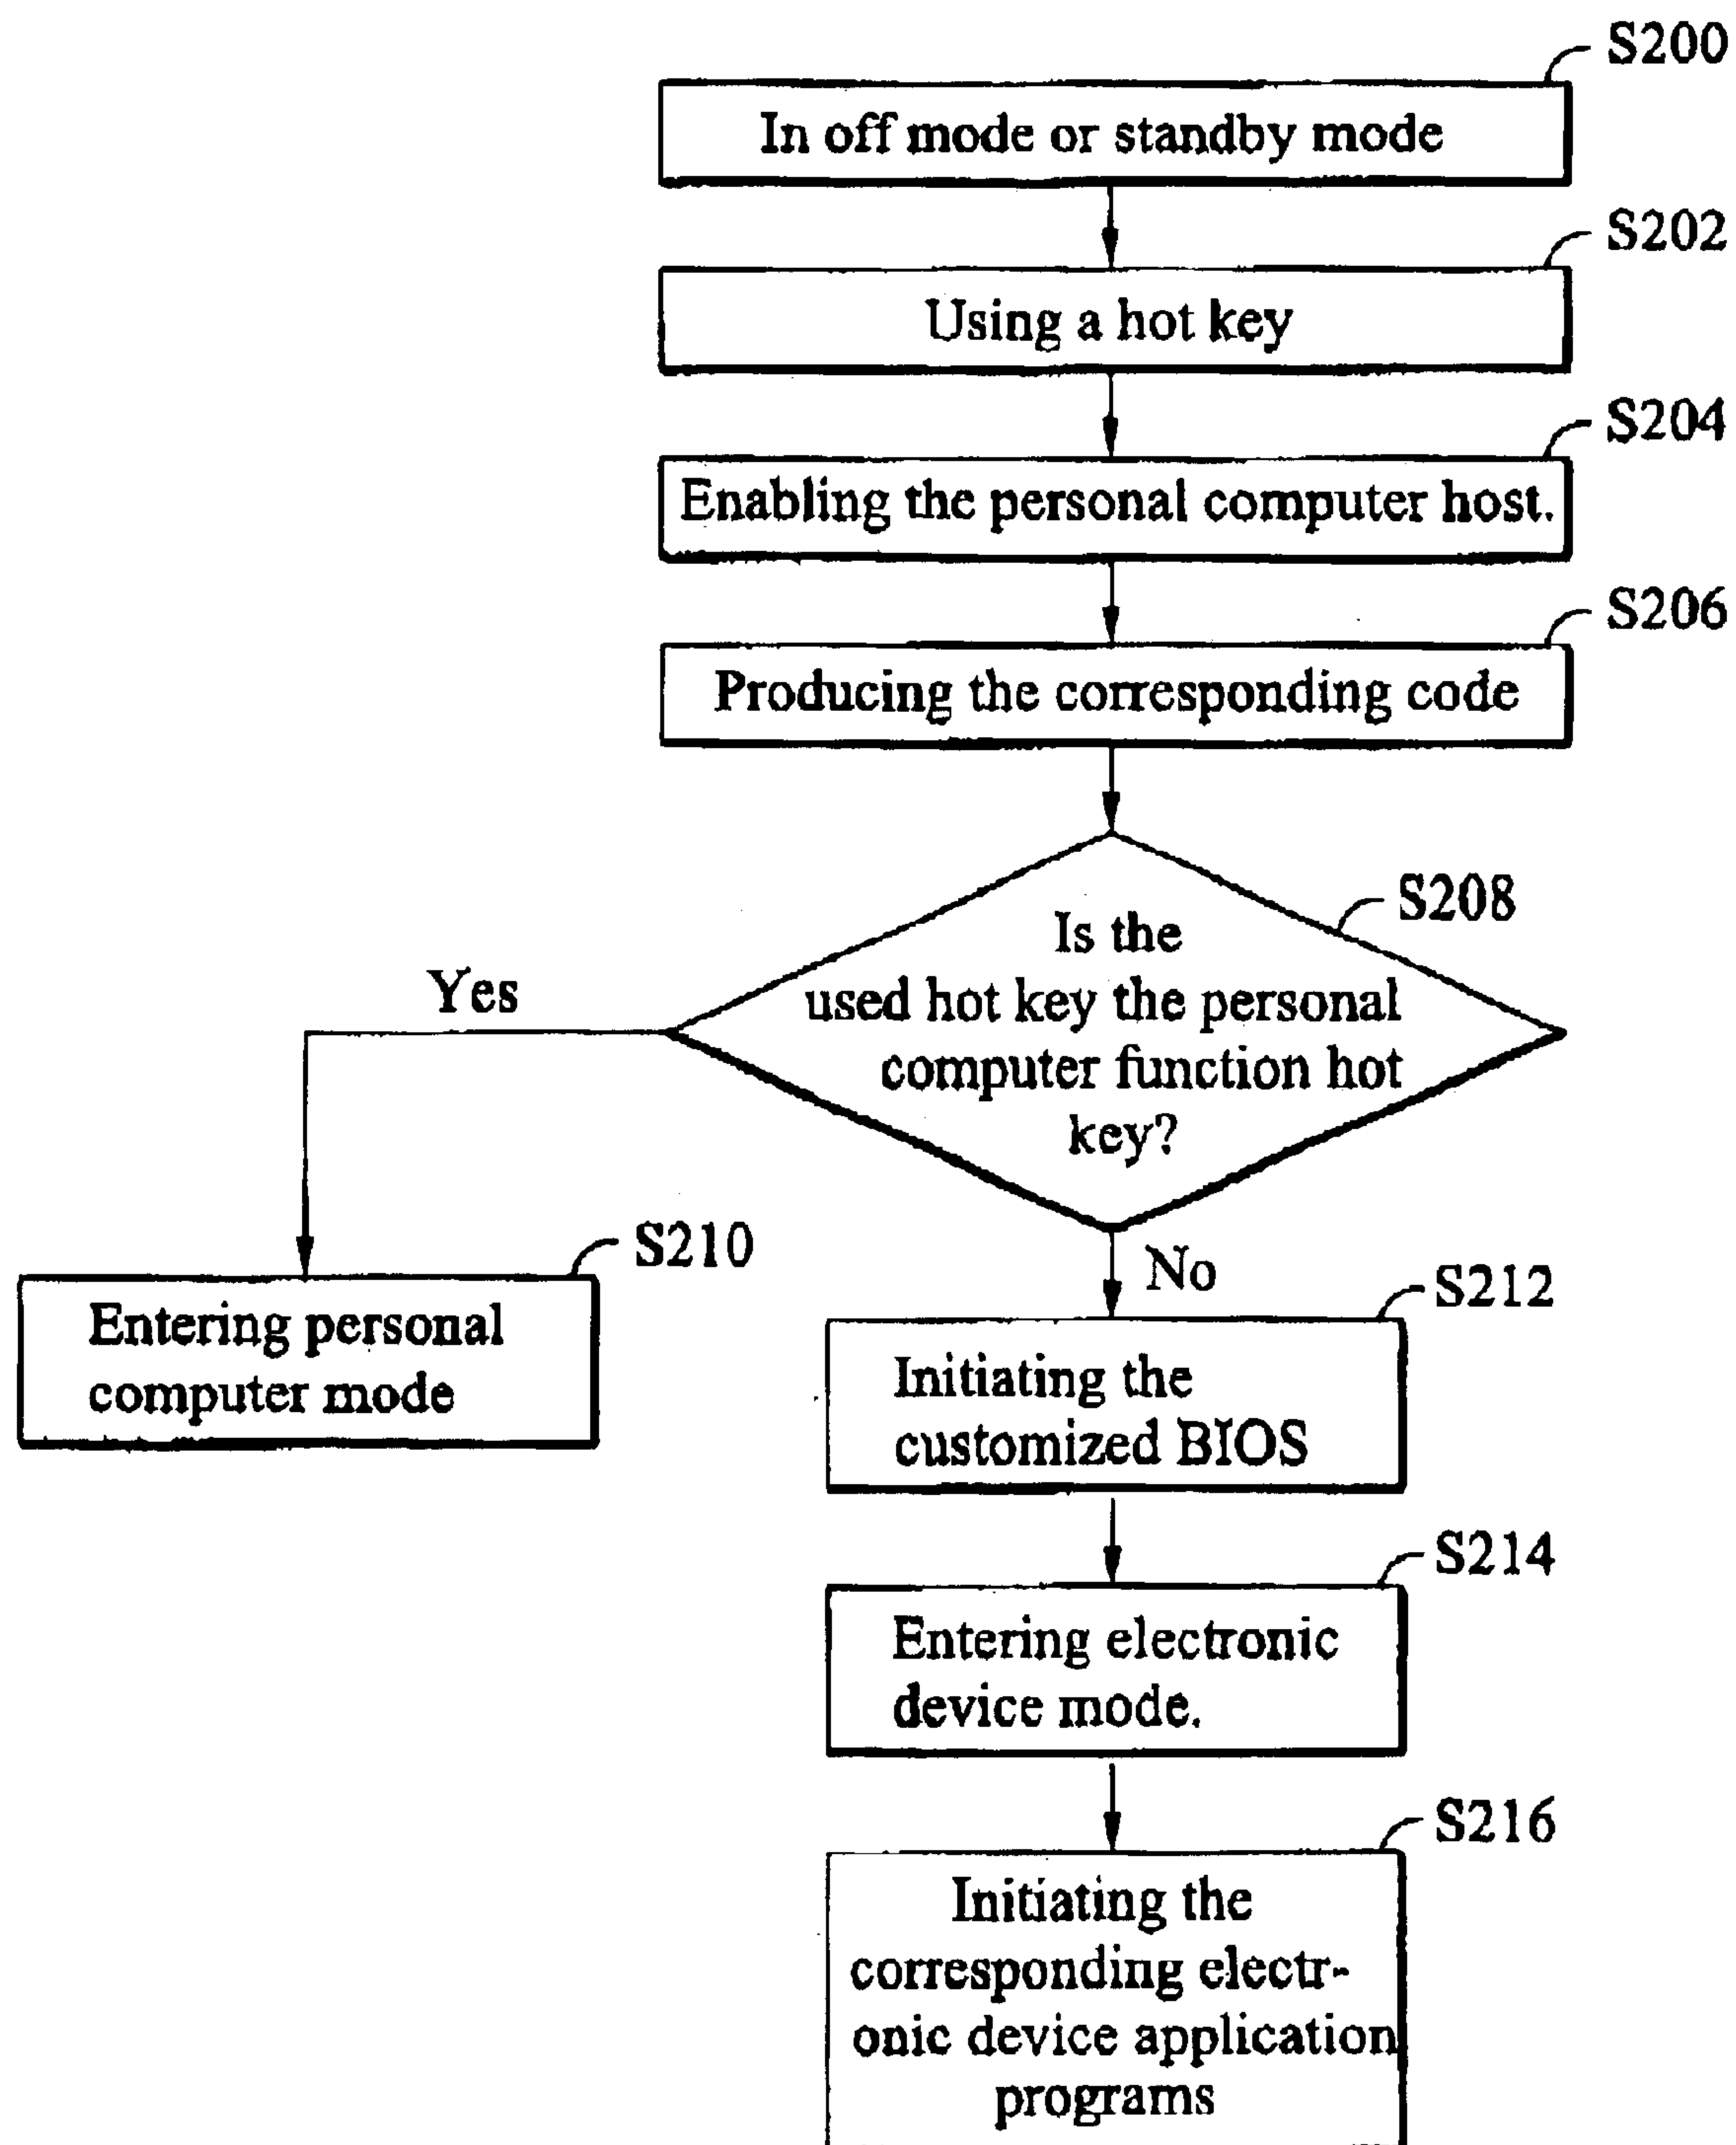 S200
In off mode or standby mode
S202
Using a hot key
S204
Enabling the personal computer host.
S206
Producing the corresponding code
S208
Is the
used hot key the personal
computer function hot
key?
Yes
No
S210
Entering personal
computer mode
S212
Initiating the
customized BIOS
S214
Entering electronic
device mode.
S216
Initiating the
corresponding electr-
onic device application
programs